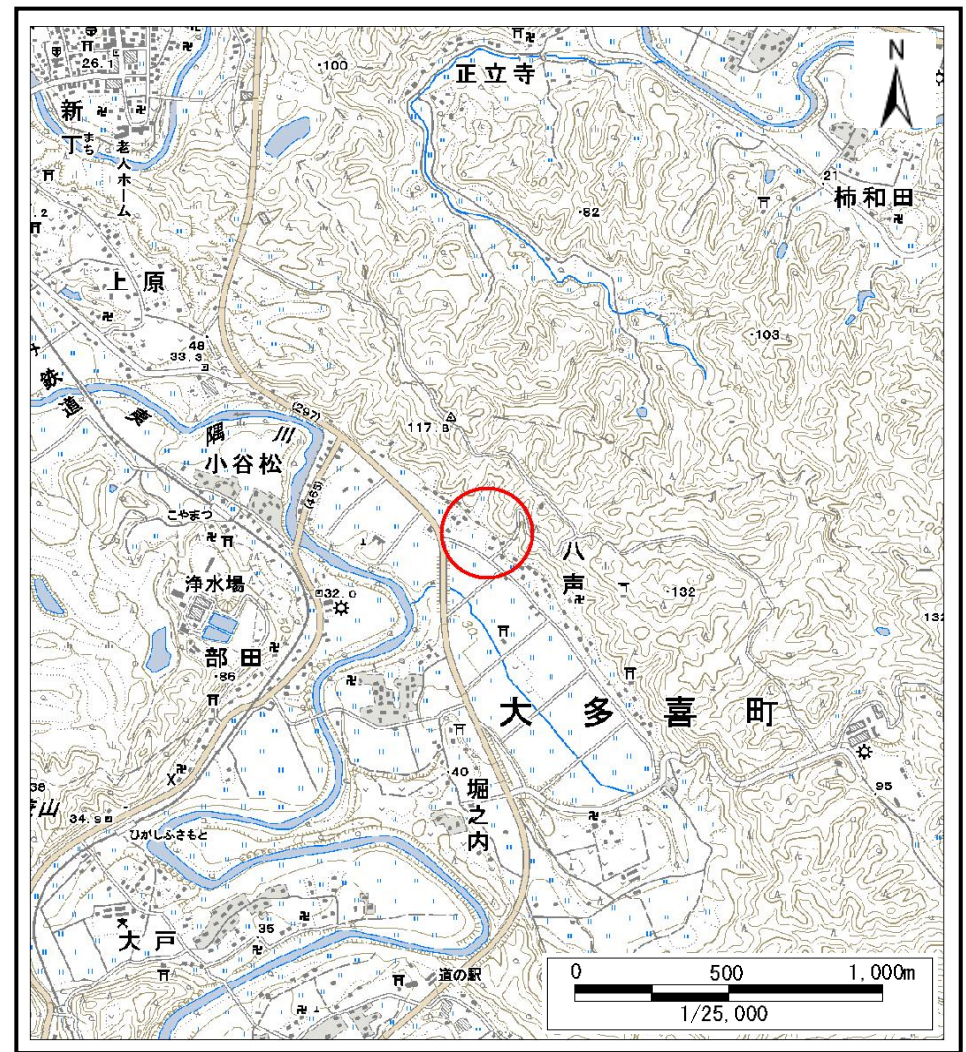 N
26.1
・100
正立寺
新丁
まち
老人ホーム
・82
21
柿和田
上原
48
33.3
・103
鉄道
夷隅川
(297)
117.8
小谷松
(465)
こやまつ
八声
浄水場
32.0
・132
132
部田
・86
大多喜町
・40
堀之内
95
38
34.9
ひがしふさもと
大戸
35
道の駅
0 500 1,000m
1/25,000